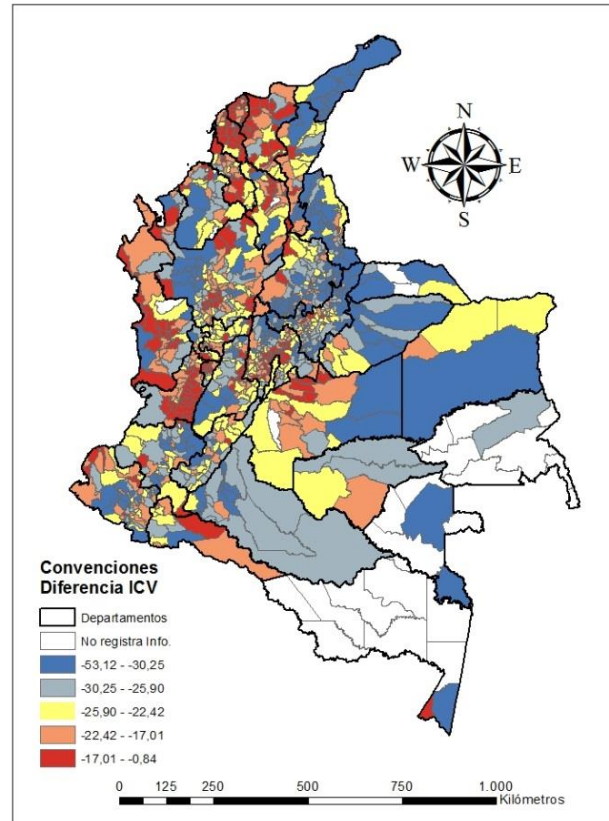 N
W E
S
Convenciones
Diferencia ICV
Departamentos
No registra Info.
-53,12 - -30,25
-30,25 - -25,90
-25,90 - -22,42
-22,42 - -17,01
-17,01 - -0,84
0 125 250 500 750 1.000
Kilómetros